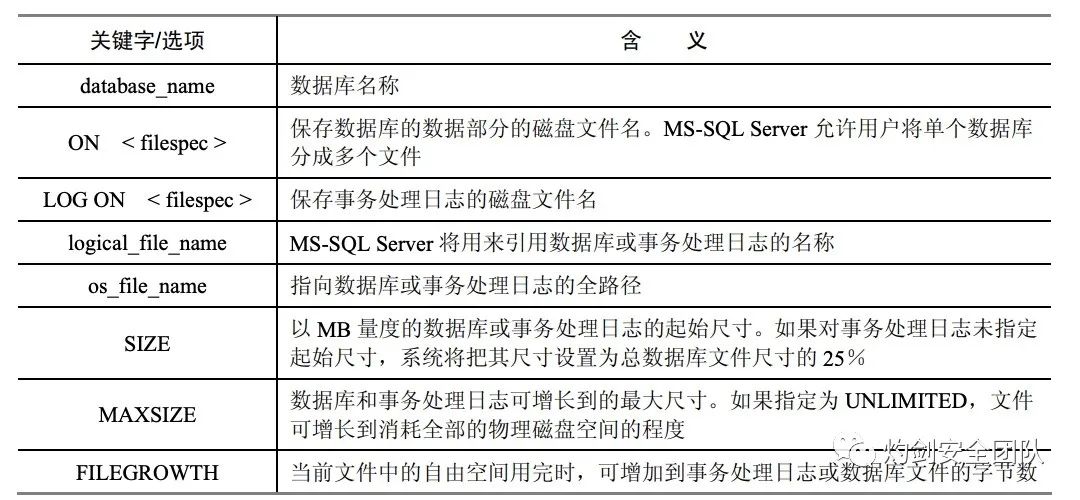 关键字/选项 含 义
database_name 数据库名称
ON < filespec > 保存数据库的数据部分的磁盘文件名。MS-SQL Server 允许用户将单个数据库
分成多个文件
LOG ON < filespec > 保存事务处理日志的磁盘文件名
logical_file_name MS-SQL Server 将用来引用数据库或事务处理日志的名称
os_file_name 指向数据库或事务处理日志的全路径
SIZE 以 MB 量度的数据库或事务处理日志的起始尺寸。如果对事务处理日志未指定
起始尺寸，系统将把其尺寸设置为总数据库文件尺寸的 25%
MAXSIZE 数据库和事务处理日志可增长到的最大尺寸。如果指定为 UNLIMITED，文件
可增长到消耗全部的物理磁盘空间的程度
灼剑安全团队
FILEGROWTH 当前文件中的自由空间用完时，可增加到事务处理日志或数据库文件的字节数